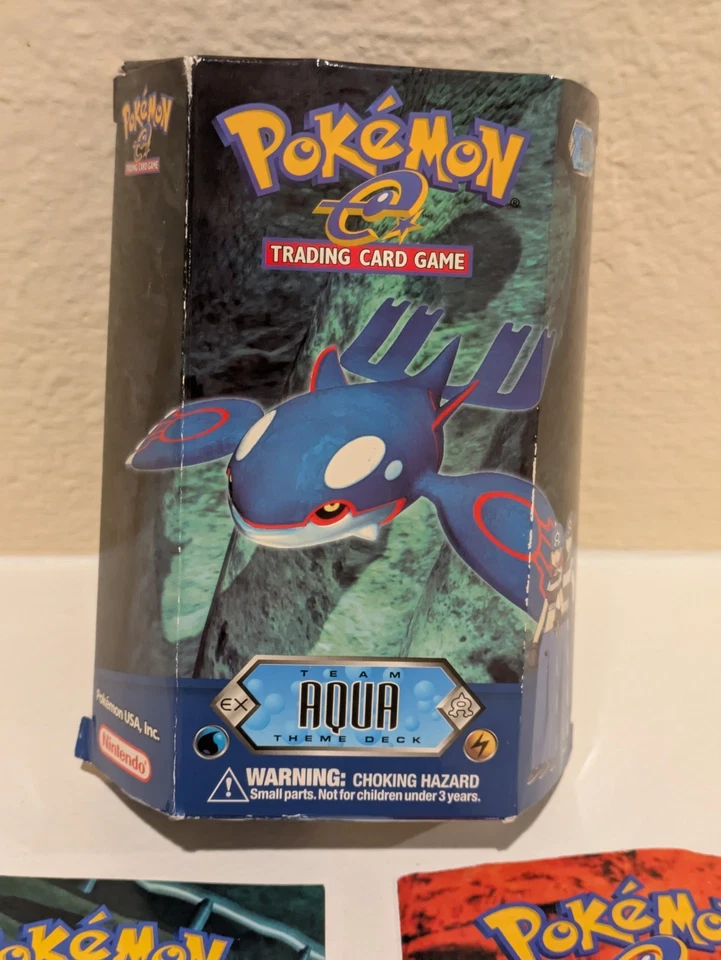 POKéMON
e
TRADING CARD GAME
POKéMON
e
TRADING CARD GAME
TEAM
EX
AQUA
THEME DECK
Pokémon USA, Inc.
Nintendo
WARNING: CHOKING HAZARD
Small parts. Not for children under 3 years.
POKéMON